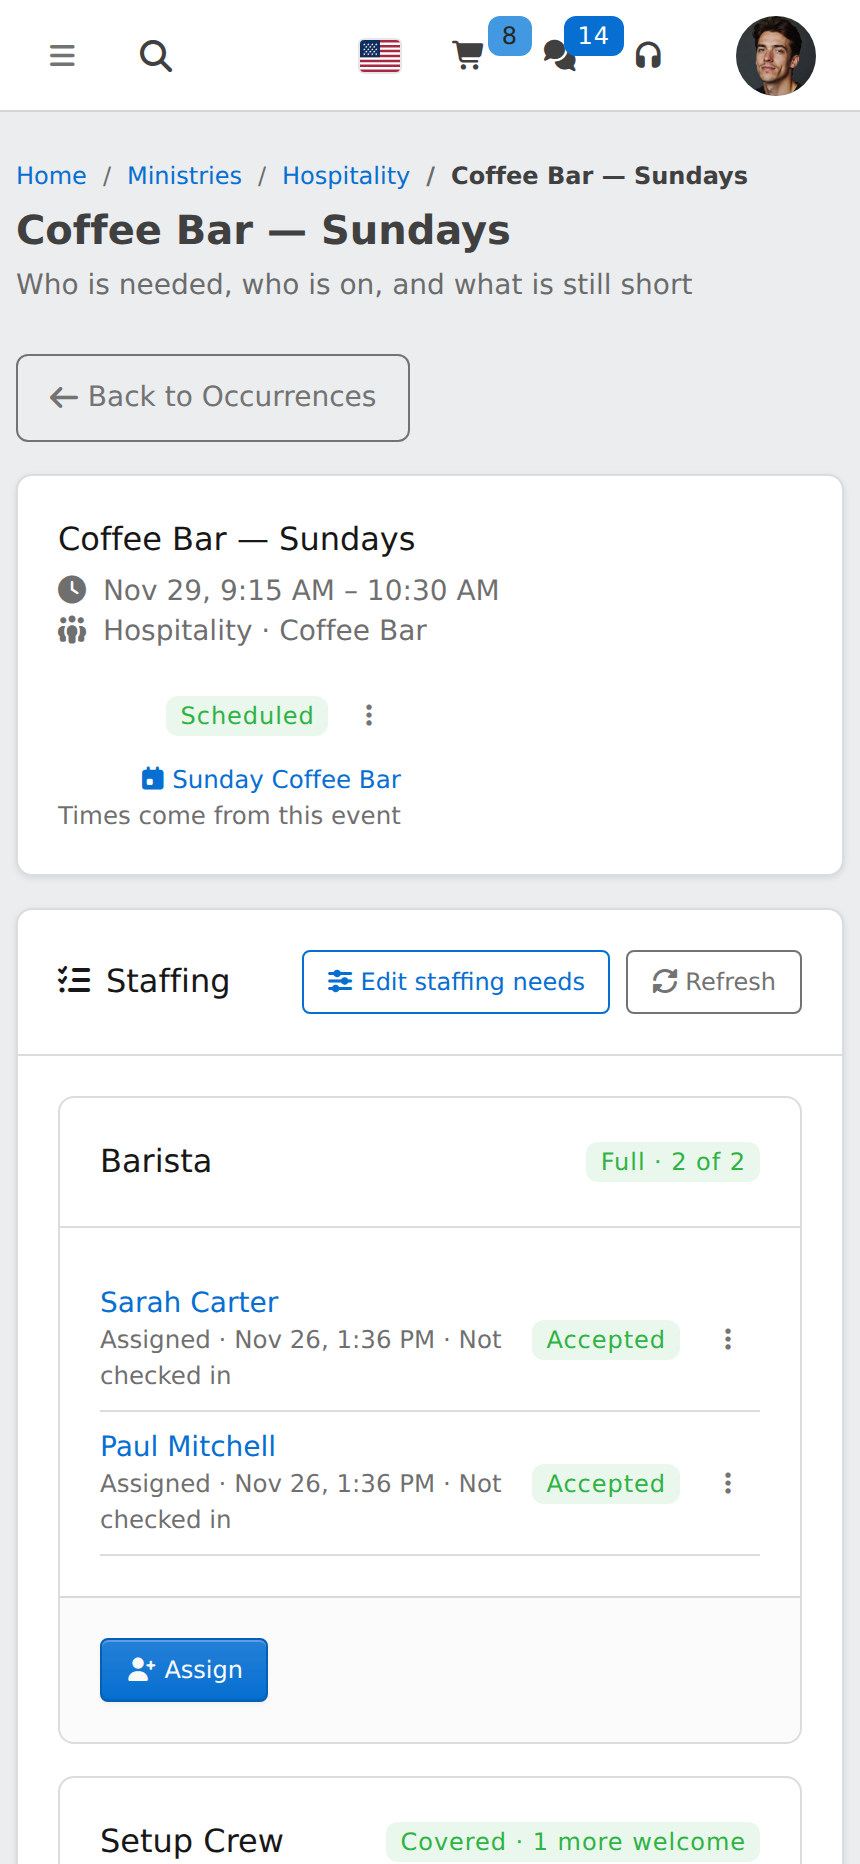 8
14
Home / Ministries / Hospitality / Coffee Bar — Sundays
Coffee Bar — Sundays
Who is needed, who is on, and what is still short
Back to Occurrences
Coffee Bar — Sundays
Nov 29, 9:15 AM – 10:30 AM
Hospitality · Coffee Bar
Scheduled
Sunday Coffee Bar
Times come from this event
Staffing
Edit staffing needs
Refresh
Barista
Full · 2 of 2
Sarah Carter
Assigned · Nov 26, 1:36 PM · Not
checked in
Accepted
Paul Mitchell
Assigned · Nov 26, 1:36 PM · Not
checked in
Accepted
Assign
Setup Crew
Covered · 1 more welcome